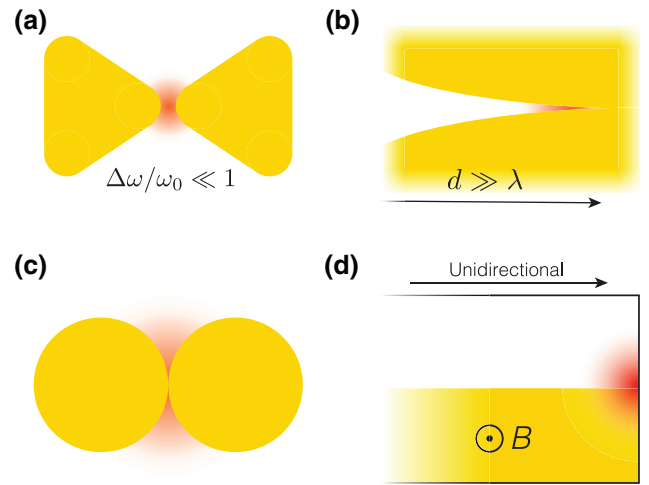 (a)
(b)
Δω/ω₀ ≪ 1
d ≫ λ
(c)
(d)
Unidirectional
B